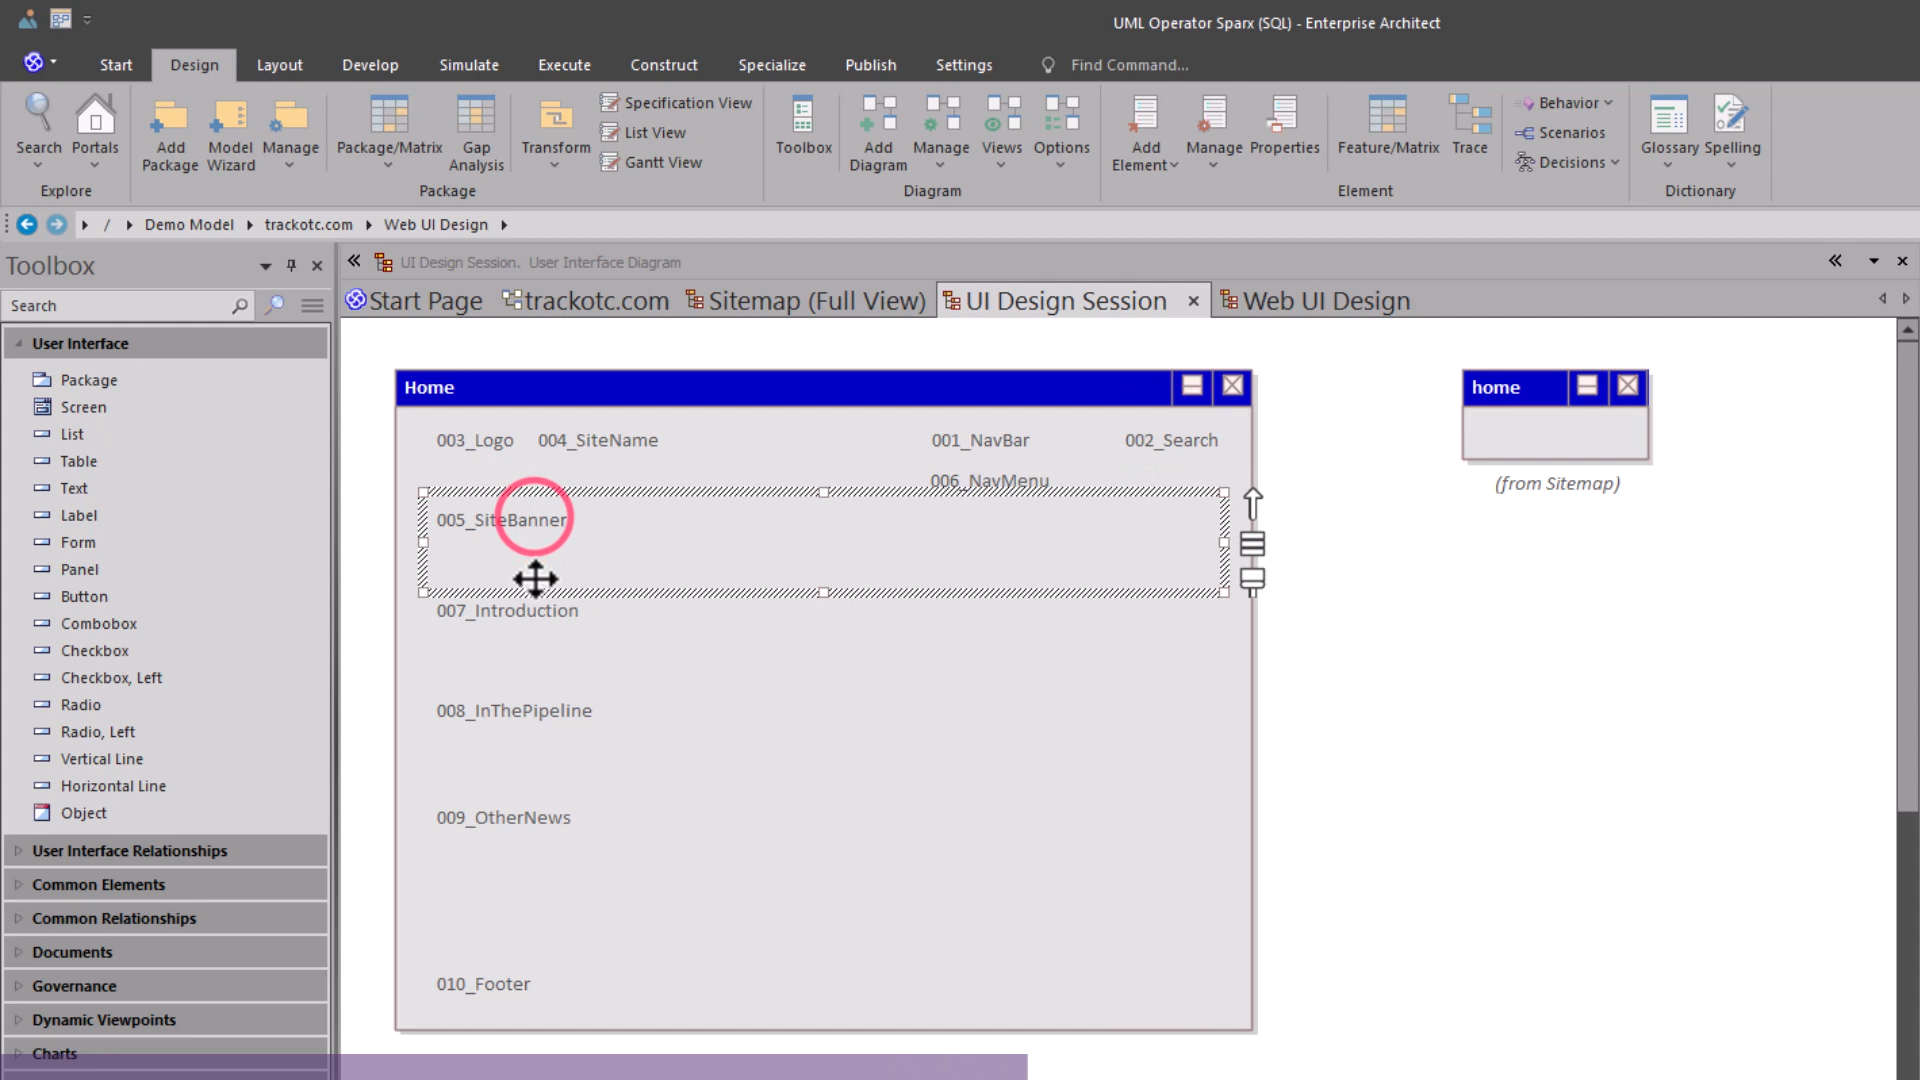 UML Operator Sparx (SQL) - Enterprise Architect
Start Design Layout Develop Simulate Execute Construct Specialize Publish Settings Find Command...
Search
Portals
Explore
Add Package
Model Wizard
Manage
Package/Matrix
Gap Analysis
Transform
Specification View
List View
Gantt View
Package
Toolbox
Add Diagram
Manage
Views
Options
Diagram
Add Element
Manage
Properties
Feature/Matrix
Trace
Behavior
Scenarios
Decisions
Element
Glossary
Spelling
Dictionary
/ Demo Model trackotc.com Web UI Design
Toolbox
Search
User Interface
Package
Screen
List
Table
Text
Label
Form
Panel
Button
Combobox
Checkbox
Checkbox, Left
Radio
Radio, Left
Vertical Line
Horizontal Line
Object
User Interface Relationships
Common Elements
Common Relationships
Documents
Governance
Dynamic Viewpoints
Charts
UI Design Session. User Interface Diagram
Start Page trackotc.com Sitemap (Full View) UI Design Session Web UI Design
Home
003_Logo 004_SiteName 001_NavBar 002_Search
006_NavMenu
005_SiteBanner
007_Introduction
008_InThePipeline
009_OtherNews
010_Footer
home
(from Sitemap)